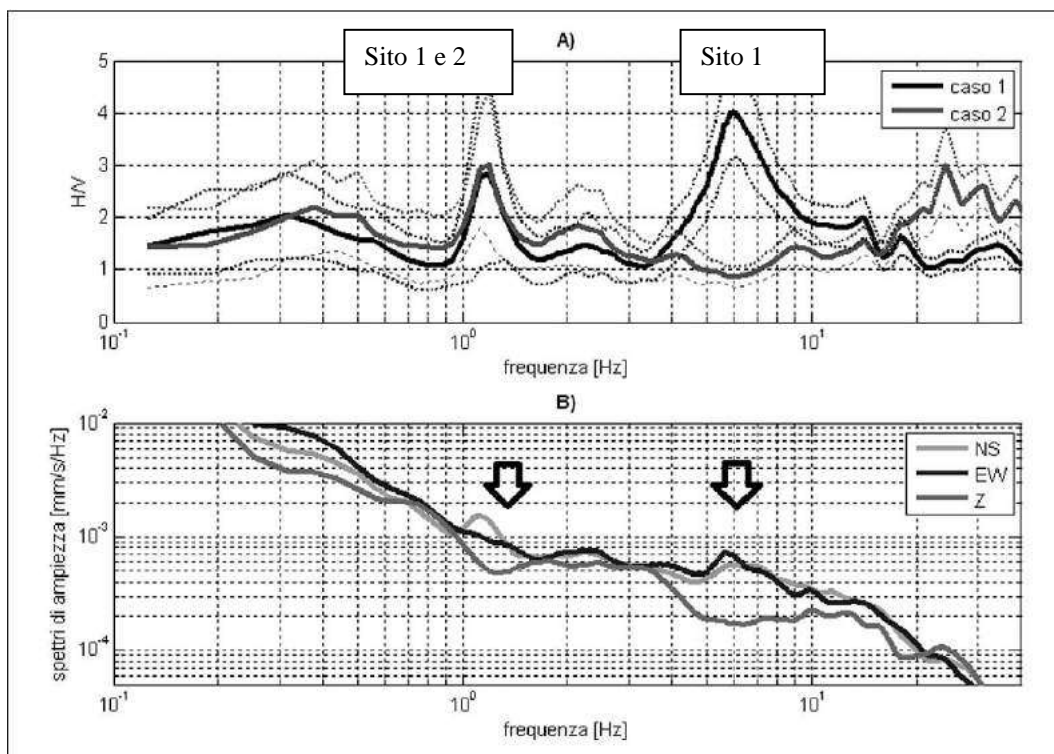 Sito 1 e 2
Sito 1
A)
5
4
3
2
1
0
H/V
caso 1
caso 2
10^-1
10^0
10^1
frequenza [Hz]
B)
10^-2
10^-3
10^-4
spettri di ampiezza [mm/s/Hz]
NS
EW
Z
10^-1
10^0
10^1
frequenza [Hz]